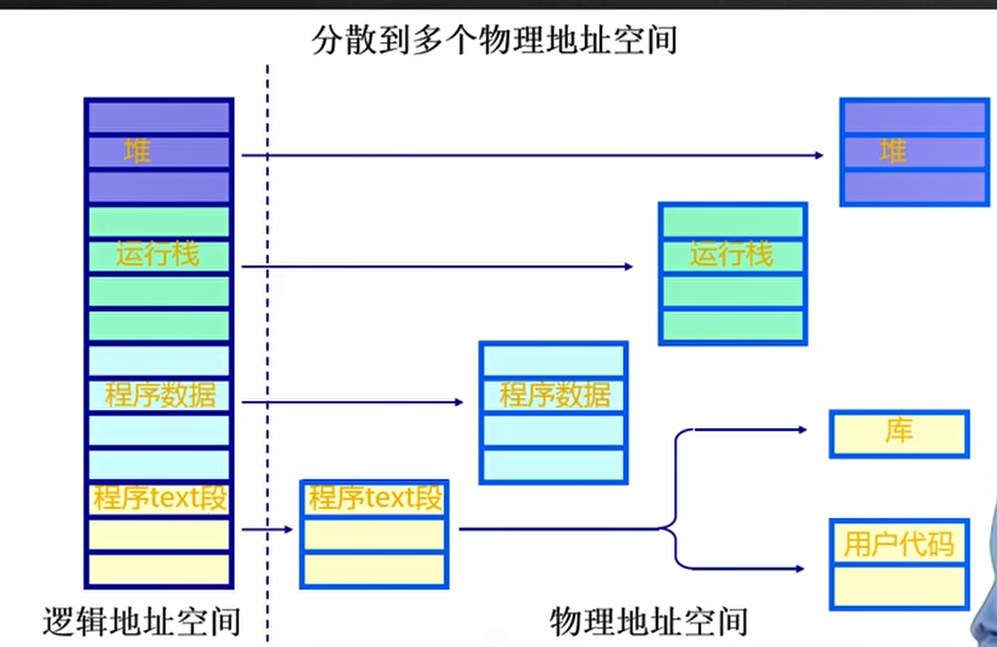 分散到多个物理地址空间
堆
堆
运行栈
运行栈
程序数据
程序数据
库
程序text段
程序text段
用户代码
逻辑地址空间
物理地址空间